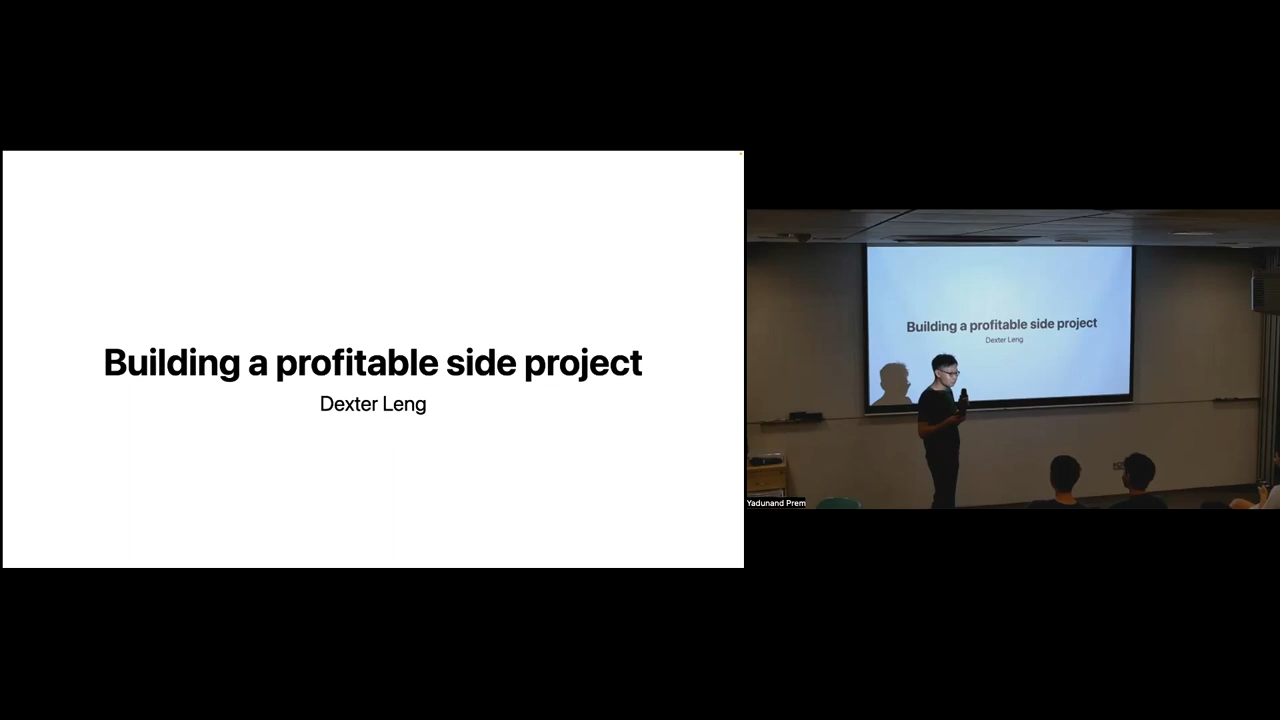 Building a profitable side project
Dexter Leng
Building a profitable side project
Dexter Leng
Yadunand Prem